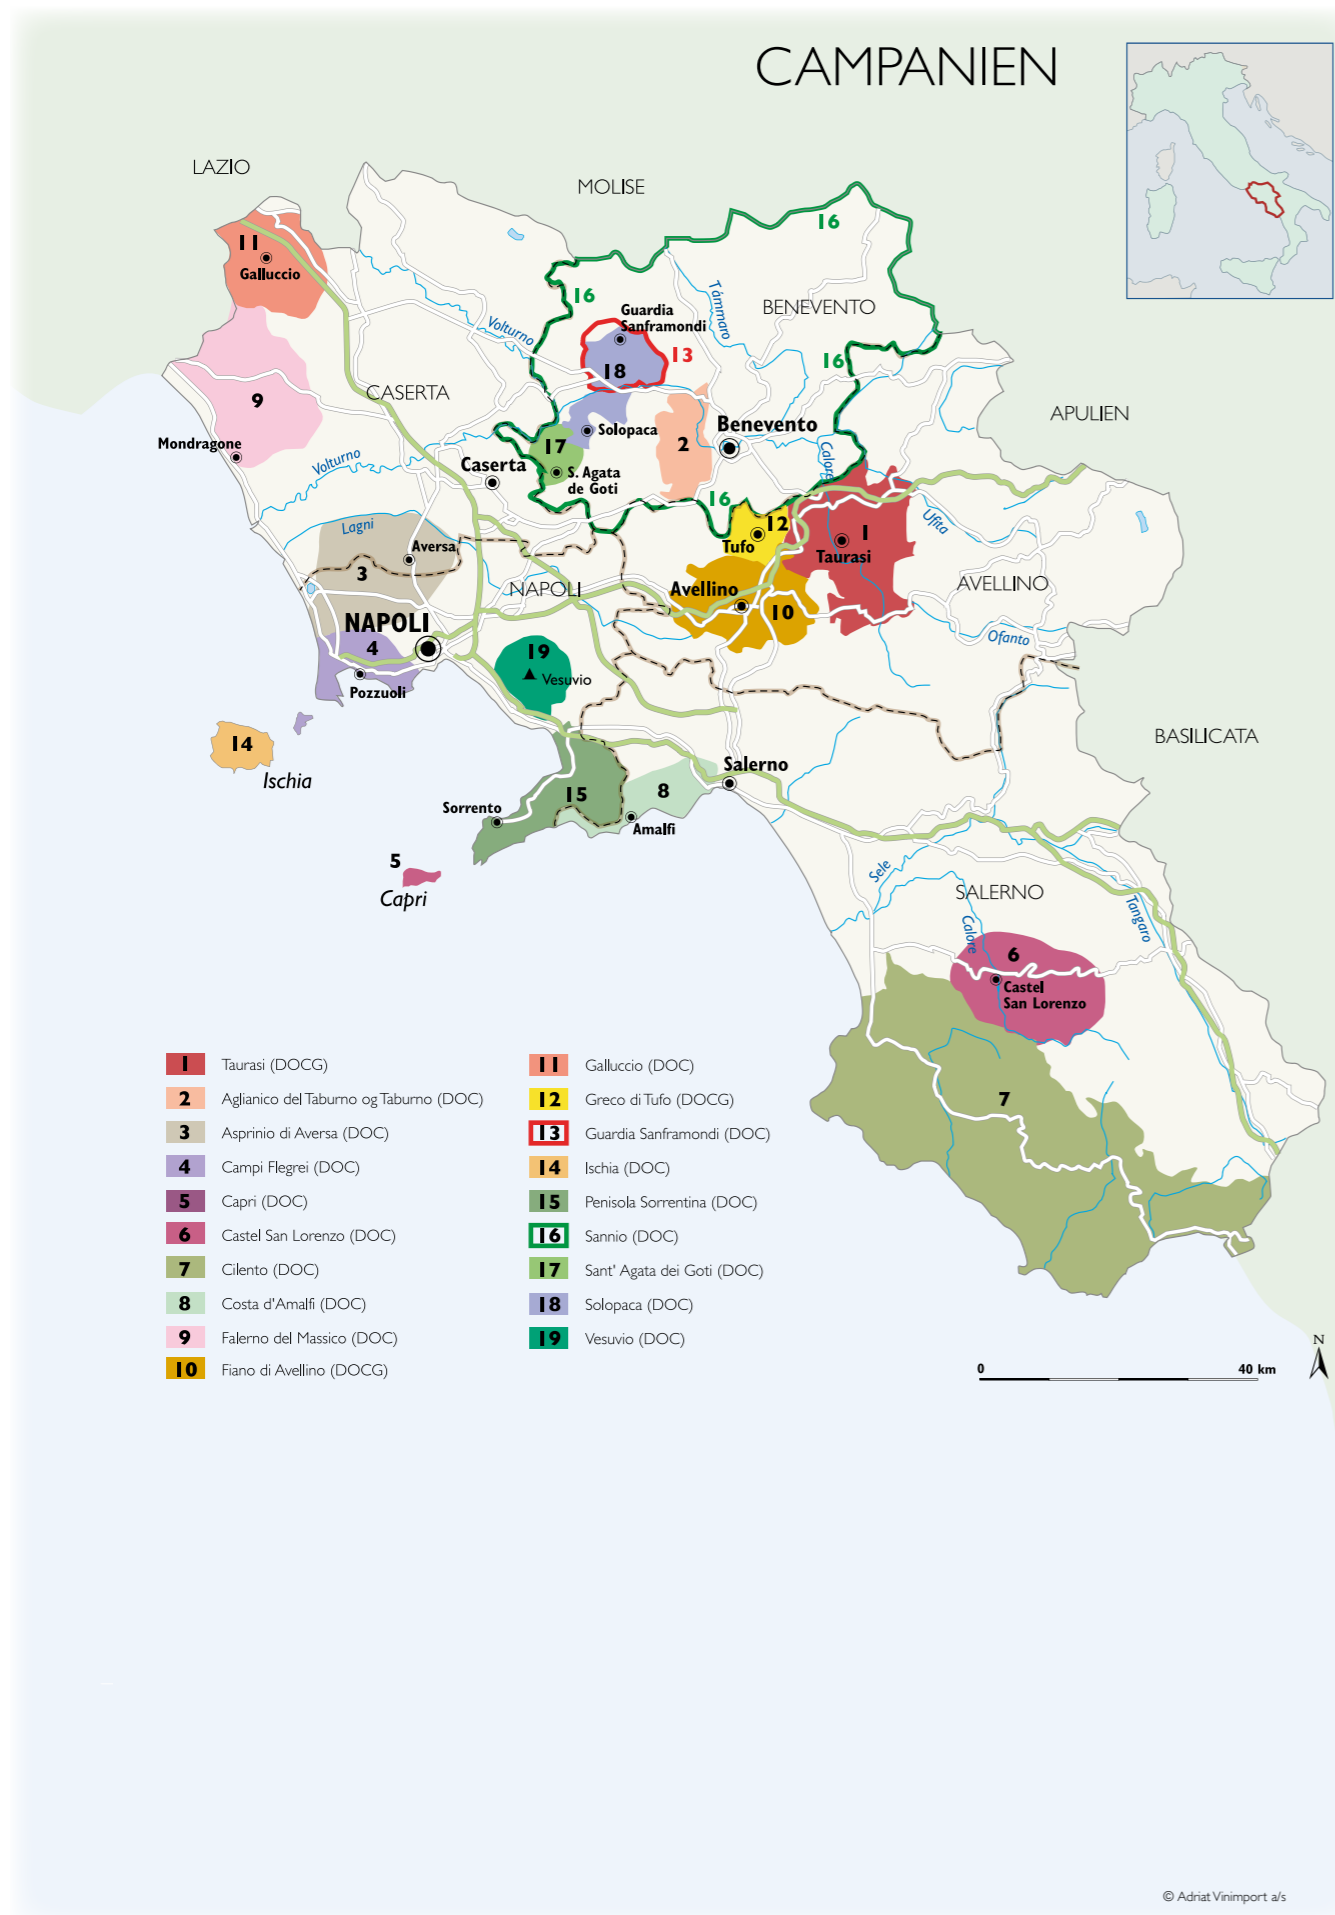 CAMPANIEN
LAZIO
MOLISE
16
11
Galluccio
16
BENEVENTO
Támmaro
Guardia
Sanframondi
Volturno
13
16
18
CASERTA
9
APULIEN
Solopaca
Benevento
2
Mondragone
17
Calore
Volturno
Caserta
S. Agata
de Goti
16
Lagni
12
1
Ufita
Aversa
Tufo
Taurasi
3
NAPOLI
Avellino
AVELLINO
10
NAPOLI
4
Ofanto
19
Vesuvio
Pozzuoli
14
BASILICATA
Ischia
Salerno
15
8
Sorrento
Amalfi
5
Capri
Sele
SALERNO
Calore
Tangaro
6
Castel
San Lorenzo
7
1 Taurasi (DOCG)
2 Aglianico del Taburno og Taburno (DOC)
3 Asprinio di Aversa (DOC)
4 Campi Flegrei (DOC)
5 Capri (DOC)
6 Castel San Lorenzo (DOC)
7 Cilento (DOC)
8 Costa d'Amalfi (DOC)
9 Falerno del Massico (DOC)
10 Fiano di Avellino (DOCG)
11 Galluccio (DOC)
12 Greco di Tufo (DOCG)
13 Guardia Sanframondi (DOC)
14 Ischia (DOC)
15 Penisola Sorrentina (DOC)
16 Sannio (DOC)
17 Sant' Agata dei Goti (DOC)
18 Solopaca (DOC)
19 Vesuvio (DOC)
N
0 40 km
© Adriat Vinimport a/s